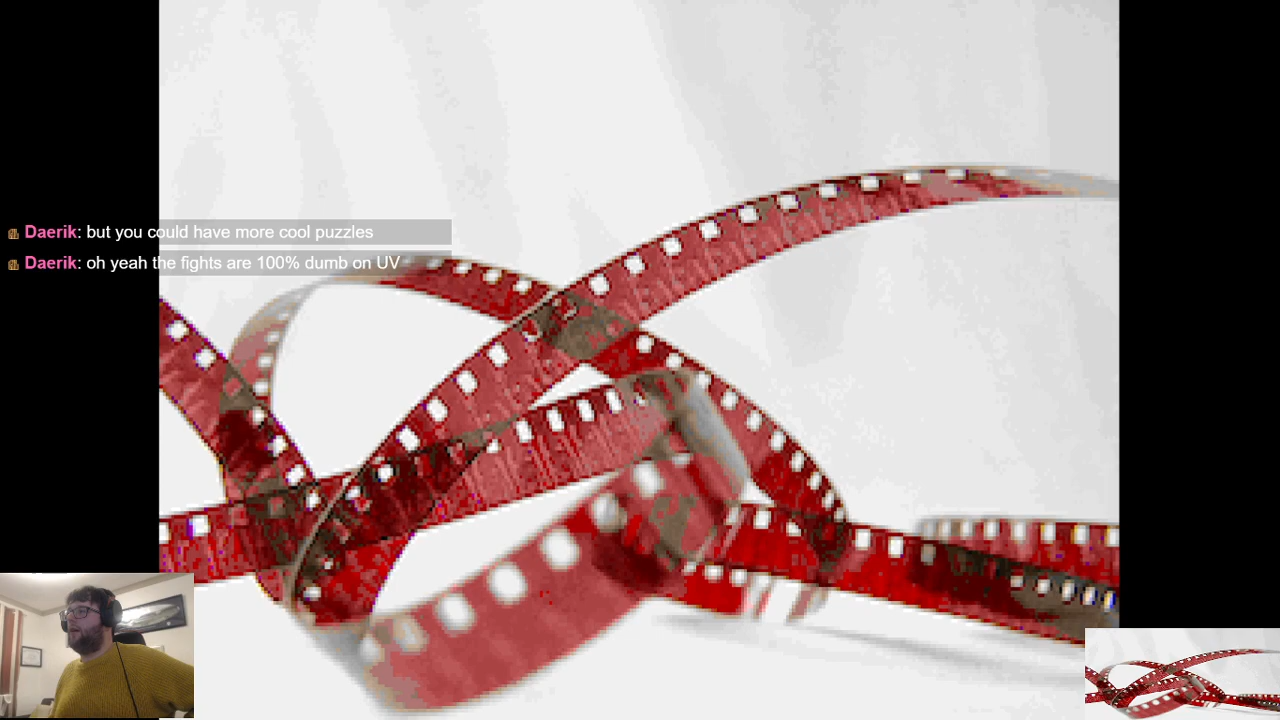 Daerik: but you could have more cool puzzles
Daerik: oh yeah the fights are 100% dumb on UV